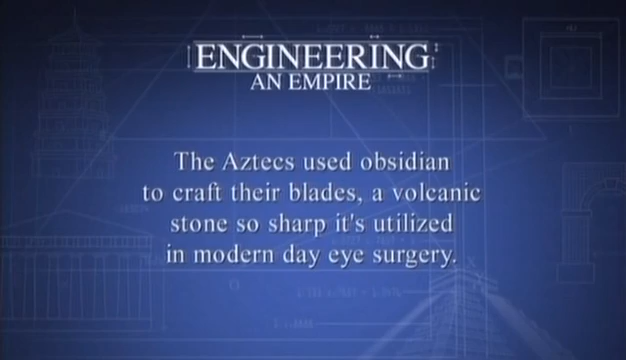 ENGINEERING
AN EMPIRE
The Aztecs used obsidian
to craft their blades, a volcanic
stone so sharp it's utilized
in modern day eye surgery.